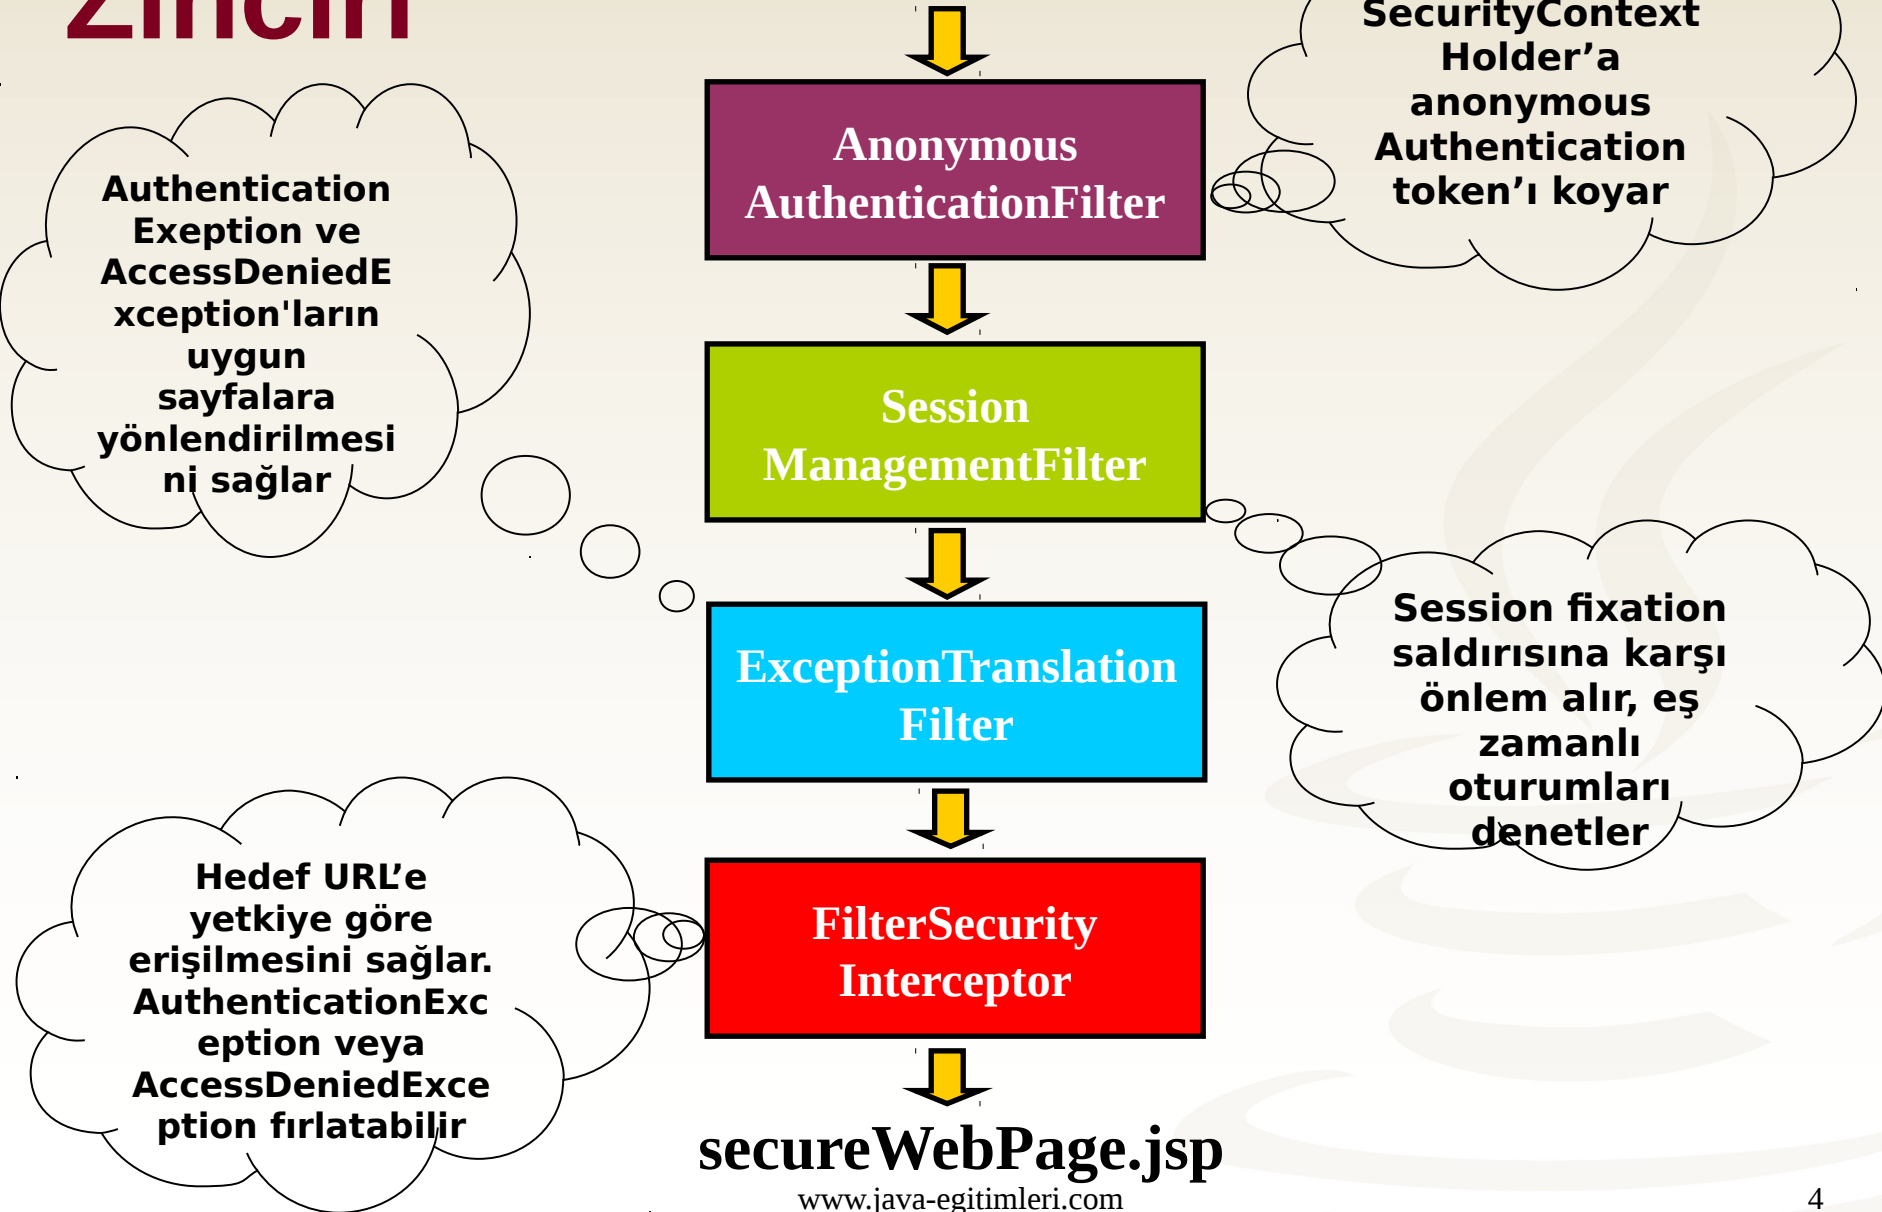 Zinciri
SecurityContext
Holder’a
anonymous
Authentication
token’ı koyar
Anonymous
AuthenticationFilter
Authentication
Exeption ve
AccessDeniedE
xception'ların
uygun
sayfalara
yönlendirilmesi
ni sağlar
Session
ManagementFilter
Session fixation
saldırısına karşı
önlem alır, eş
zamanlı
oturumları
denetler
ExceptionTranslation
Filter
Hedef URL’e
yetkiye göre
erişilmesini sağlar.
AuthenticationExc
eption veya
AccessDeniedExce
ption fırlatabilir
FilterSecurity
Interceptor
secureWebPage.jsp
www.java-egitimleri.com
4